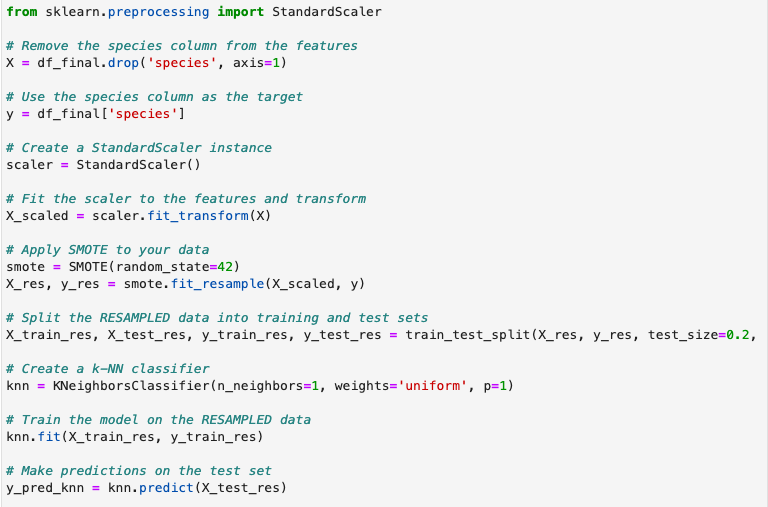 from sklearn.preprocessing import StandardScaler
# Remove the species column from the features
X = df_final.drop('species', axis=1)
# Use the species column as the target
y = df_final['species']
# Create a StandardScaler instance
scaler = StandardScaler()
# Fit the scaler to the features and transform
X_scaled = scaler.fit_transform(X)
# Apply SMOTE to your data
smote = SMOTE(random_state=42)
X_res, y_res = smote.fit_resample(X_scaled, y)
# Split the RESAMPLED data into training and test sets
X_train_res, X_test_res, y_train_res, y_test_res = train_test_split(X_res, y_res, test_size=0.2,
# Create a k-NN classifier
knn = KNeighborsClassifier(n_neighbors=1, weights='uniform', p=1)
# Train the model on the RESAMPLED data
knn.fit(X_train_res, y_train_res)
# Make predictions on the test set
y_pred_knn = knn.predict(X_test_res)